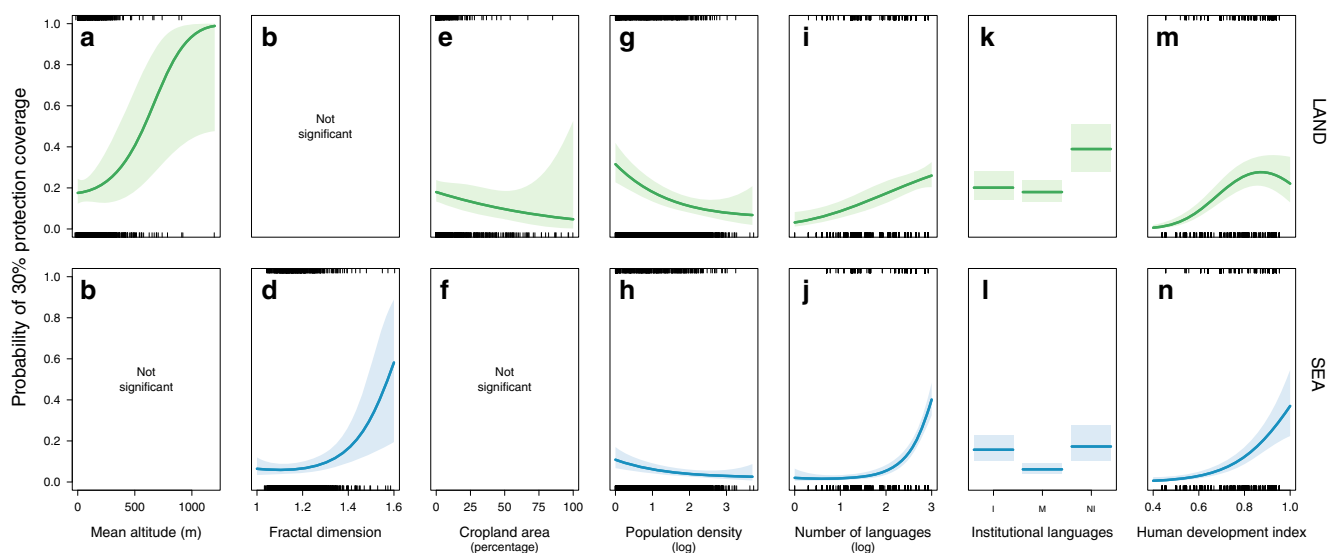 Probability of 30% protection coverage
a
b
e
g
i
k
m
LAND
1.0
0.8
0.6
0.4
0.2
0.0
Not
significant
b
d
f
h
j
l
n
SEA
1.0
0.8
0.6
0.4
0.2
0.0
Not
significant
Not
significant
0 500 1000
1 1.2 1.4 1.6
0 25 50 75 100
0 1 2 3
0 1 2 3
I M NI
0.4 0.6 0.8 1.0
Mean altitude (m)
Fractal dimension
Cropland area
(percentage)
Population density
(log)
Number of languages
(log)
Institutional languages
Human development index